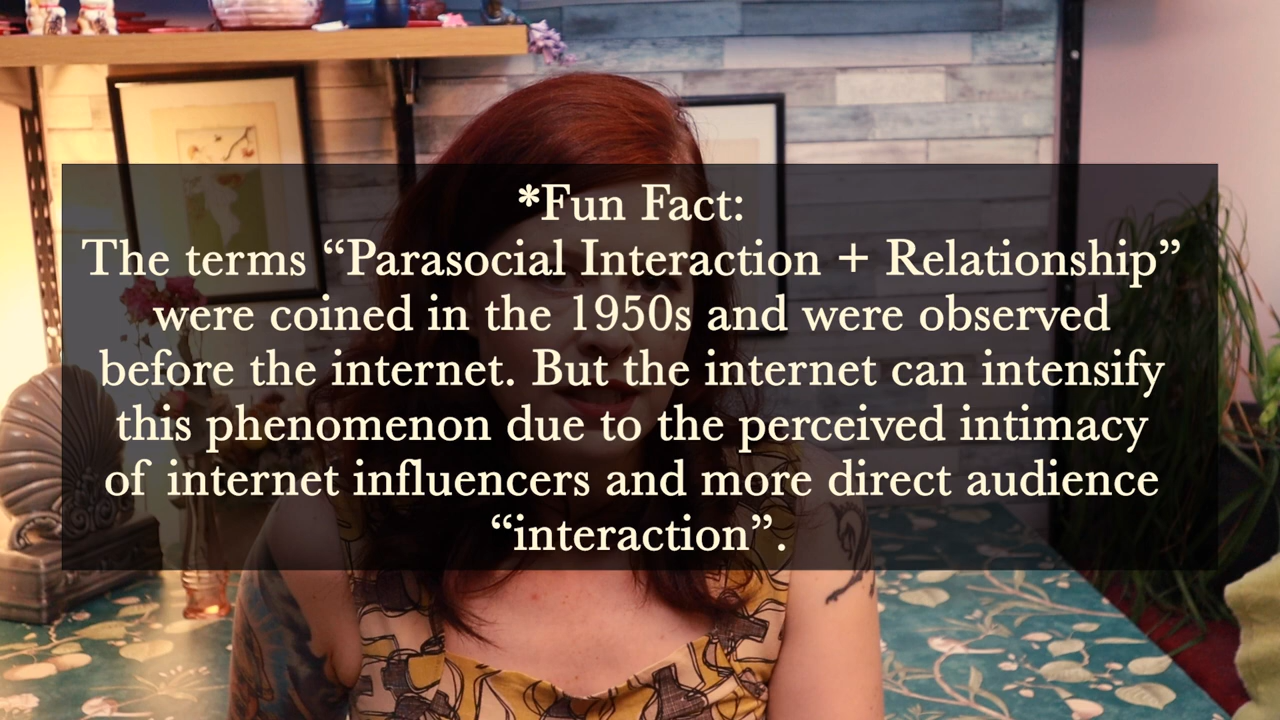 *Fun Fact:
The terms “Parasocial Interaction + Relationship”
were coined in the 1950s and were observed
before the internet. But the internet can intensify
this phenomenon due to the perceived intimacy
of internet influencers and more direct audience
“interaction”.